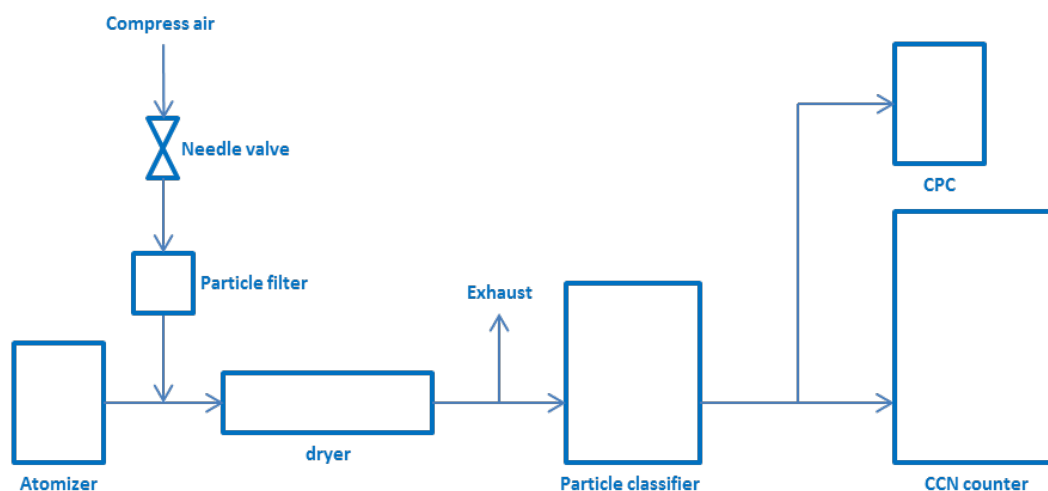 Compress air
Needle valve
CPC
Particle filter
Exhaust
dryer
Atomizer
Particle classifier
CCN counter